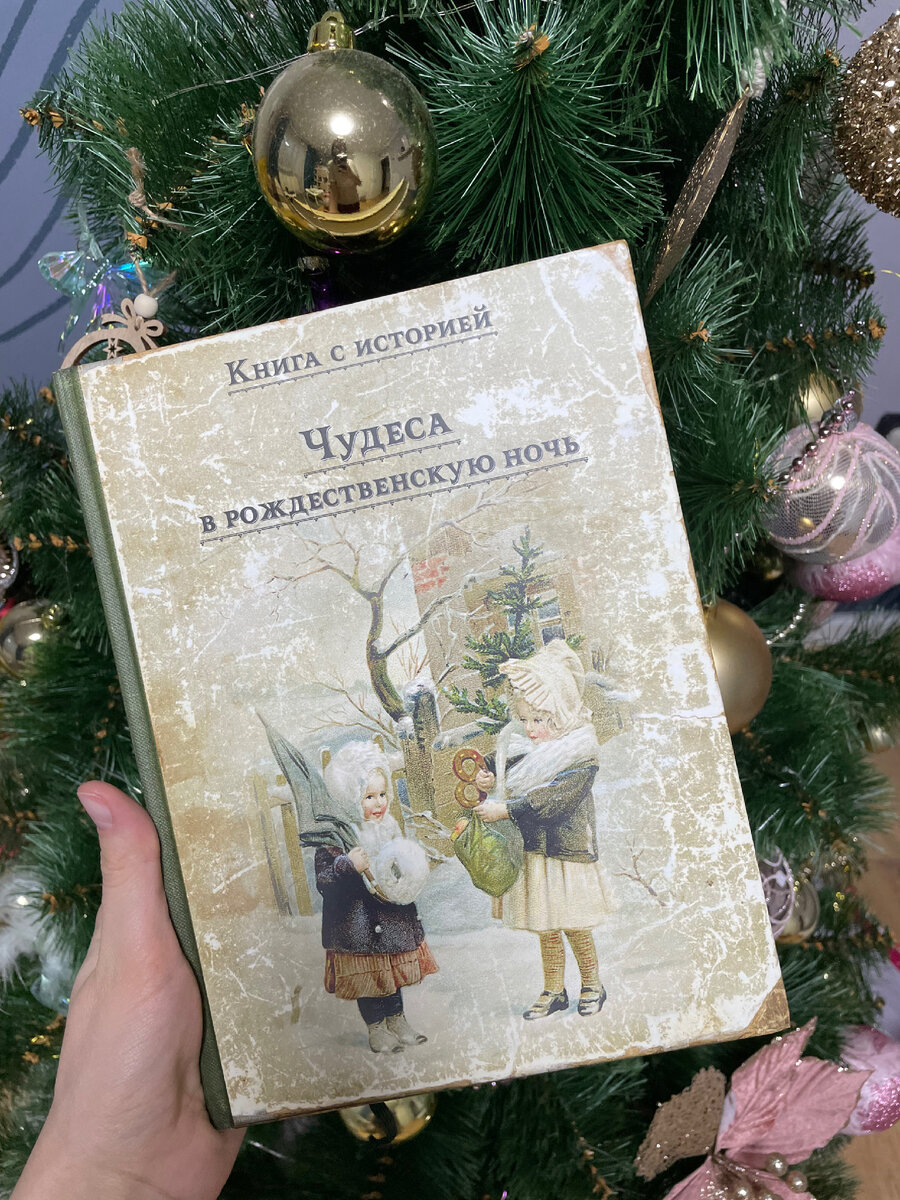 Книга с историей
Чудеса
в рождественскую ночь